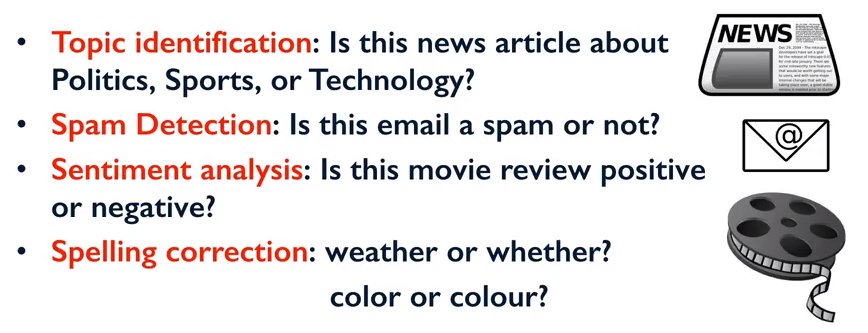 • Topic identification: Is this news article about
Politics, Sports, or Technology?
• Spam Detection: Is this email a spam or not?
• Sentiment analysis: Is this movie review positive
or negative?
• Spelling correction: weather or whether?
color or colour?
NEWS
@